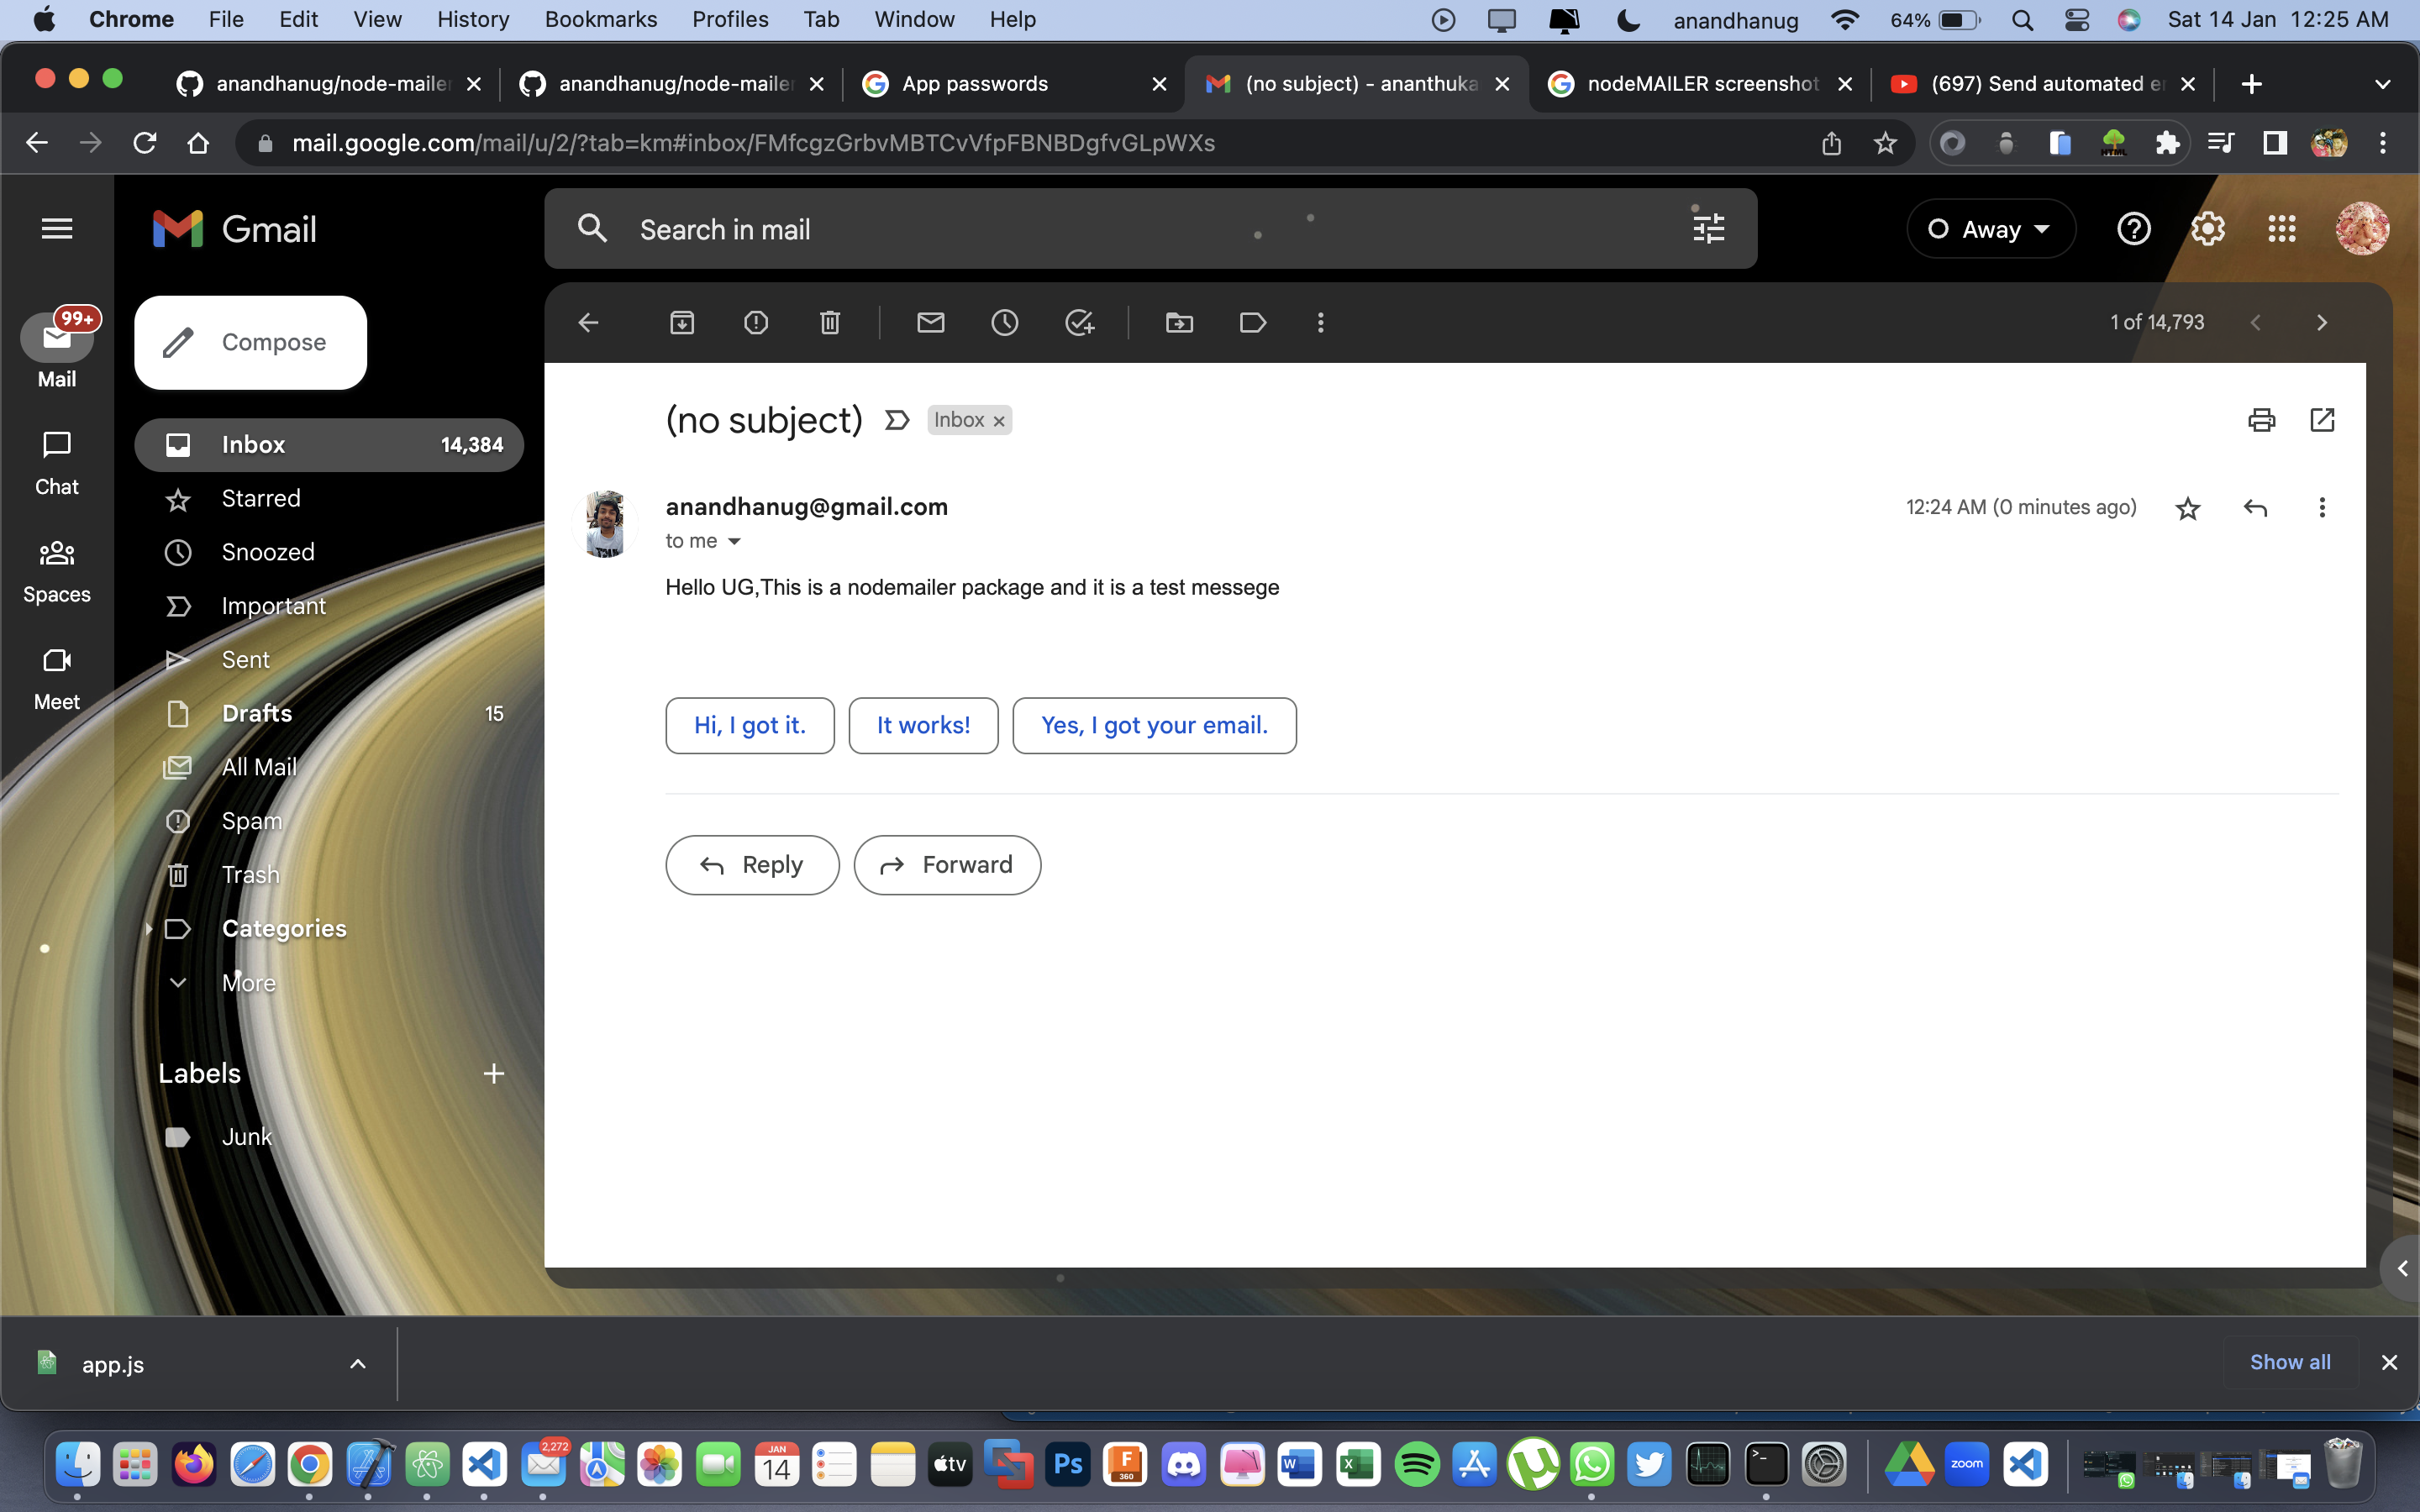 Chrome File Edit View History Bookmarks Profiles Tab Window Help anandhanug 64% Sat 14 Jan 12:25 AM
anandhanug/node-mailer anandhanug/node-mailer App passwords (no subject) - ananthuka nodeMAILER screenshot (697) Send automated e
mail.google.com/mail/u/2/?tab=km#inbox/FMfcgzGrbvMBTCvVfpFBNBDgfvGLpWXs
Gmail Search in mail Away
99+
Mail
Compose
1 of 14,793
(no subject) Inbox
Inbox 14,384
Chat
Starred
anandhanug@gmail.com 12:24 AM (0 minutes ago)
to me
Snoozed
Spaces
Hello UG,This is a nodemailer package and it is a test messege
Important
Sent
Meet
Drafts 15
Hi, I got it. It works! Yes, I got your email.
All Mail
Spam
Trash
Reply Forward
Categories
More
Labels
Junk
app.js Show all
2,272
JAN
14
tv
Ps
F
360
W
X
zoom